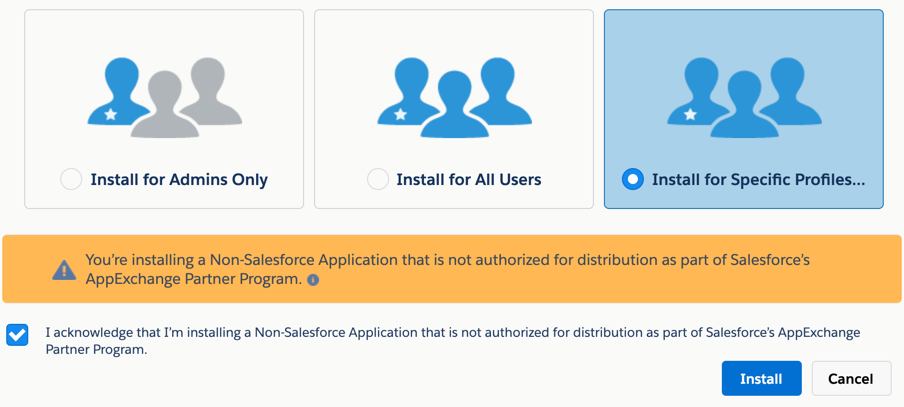 Install for Admins Only
Install for All Users
Install for Specific Profiles...
You're installing a Non-Salesforce Application that is not authorized for distribution as part of Salesforce's
AppExchange Partner Program.
I acknowledge that I'm installing a Non-Salesforce Application that is not authorized for distribution as part of Salesforce's AppExchange
Partner Program.
Install
Cancel